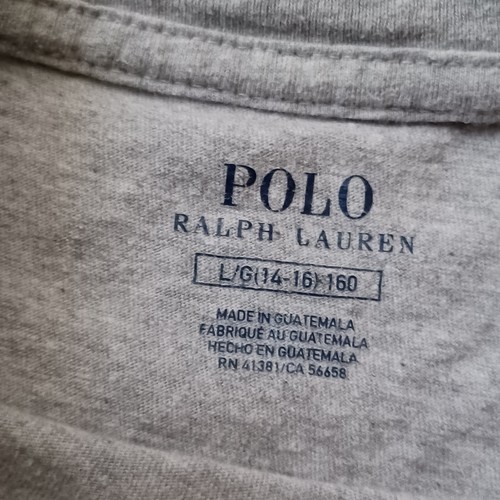 POLO
RALPH LAUREN
L/G(14-16) 160
MADE IN GUATEMALA
FABRIQUÉ AU GUATEMALA
HECHO EN GUATEMALA
RN 41381/CA 56658